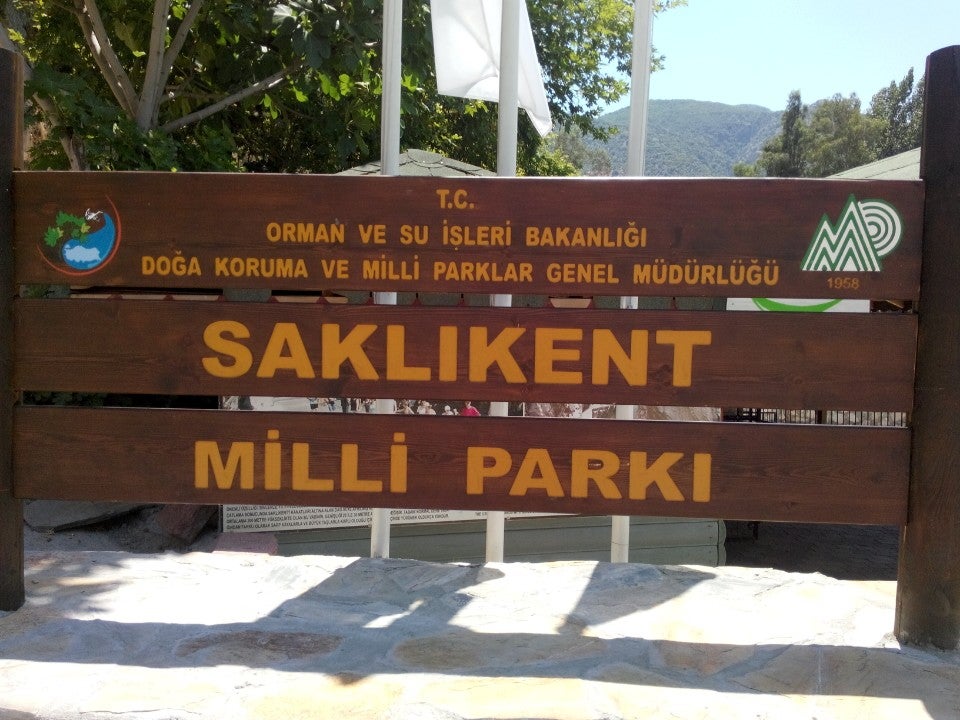 T.C.
ORMAN VE SU İŞLERİ BAKANLIĞI
DOĞA KORUMA VE MİLLİ PARKLAR GENEL MÜDÜRLÜĞÜ
1958
SAKLIKENT
MİLLİ PARKI